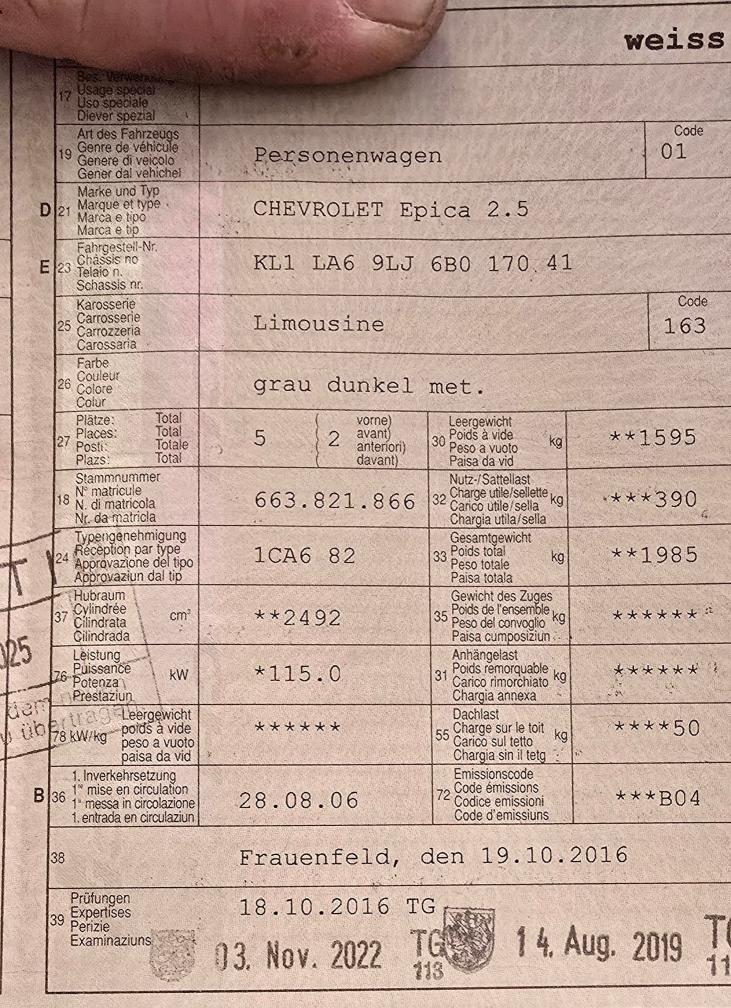 weiss
17 Bes. Verwendung
Usage spécial
Uso speciale
Diever spezial
19 Art des Fahrzeugs
Genre de véhicule
Genere di veicolo
Gener dal vehichel
Personenwagen
Code
01
D 21 Marke und Typ
Marque et type
Marca e tipo
Marca e tip
CHEVROLET Epica 2.5
E 23 Fahrgestell-Nr.
Châssis no
Telaio n.
Schassis nr.
KL1 LA6 9LJ 6B0 170 41
25 Karosserie
Carrosserie
Carrozzeria
Carossaria
Limousine
Code
163
26 Farbe
Couleur
Colore
Colur
grau dunkel met.
27 Plätze: Total
Places: Total
Posti: Totale
Plazs: Total
5 ( 2 vorne)
avant)
anteriori)
davant)
30 Leergewicht
Poids à vide kg
Peso a vuoto
Paisa da vid
**1595
18 Stammnummer
N° matricule
N. di matricola
Nr. da matricla
663.821.866
32 Nutz-/Sattellast
Charge utile/sellette kg
Carico utile/sella
Chargia utila/sella
***390
24 Typengenehmigung
Réception par type
Approvazione del tipo
Approvaziun dal tip
1CA6 82
33 Gesamtgewicht
Poids total kg
Peso totale
Paisa totala
**1985
37 Hubraum
Cylindrée cm³
Cilindrata
Cilindrada
**2492
35 Gewicht des Zuges
Poids de l'ensemble kg
Peso del convoglio
Paisa cumposiziun
******
76 Leistung
Puissance kW
Potenza
Prestaziun
*115.0
31 Anhängelast
Poids remorquable kg
Carico rimorchiato
Chargia annexa
******
78 kW/kg Leergewicht
poids à vide
peso a vuoto
paisa da vid
******
55 Dachlast
Charge sur le toit kg
Carico sul tetto
Chargia sin il tetg
****50
B 36 1. Inverkehrsetzung
1re mise en circulation
1a messa in circolazione
1. entrada en circulaziun
28.08.06
72 Emissionscode
Code émissions
Codice emissioni
Code d'emissiuns
***B04
38
Frauenfeld, den 19.10.2016
39 Prüfungen
Expertises
Perizie
Examinaziuns
18.10.2016 TG
03. Nov. 2022 TG
113
14. Aug. 2019
T
025
dem
übertragen